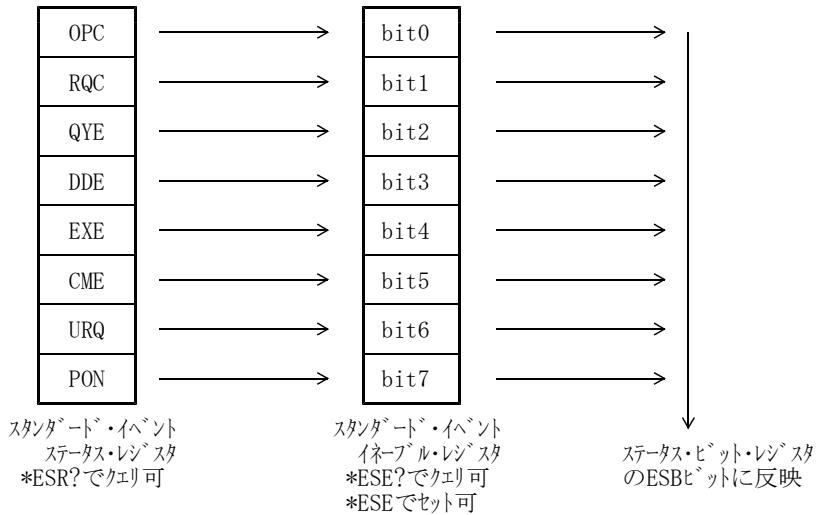 OPC
RQC
QYE
DDE
EXE
CME
URQ
PON
bit0
bit1
bit2
bit3
bit4
bit5
bit6
bit7
ｽﾀﾝﾀﾞｰﾄﾞ・ｲﾍﾞﾝﾄ
ｽﾃｰﾀｽ・ﾚｼﾞｽﾀ
*ESR?でｸｴﾘ可
ｽﾀﾝﾀﾞｰﾄﾞ・ｲﾍﾞﾝﾄ
ｲﾈｰﾌﾞﾙ・ﾚｼﾞｽﾀ
*ESE?でｸｴﾘ可
*ESEでｾｯﾄ可
ｽﾃｰﾀｽ・ﾋﾞｯﾄ・ﾚｼﾞｽﾀ
のESBﾋﾞｯﾄに反映